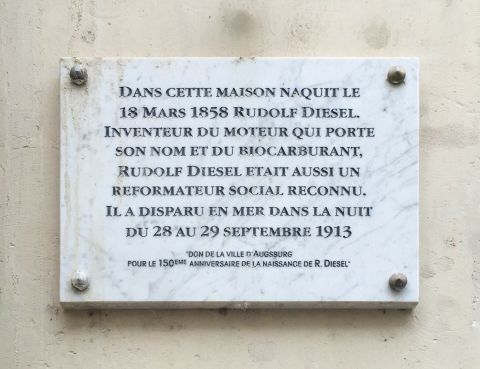 DANS CETTE MAISON NAQUIT LE
18 MARS 1858 RUDOLF DIESEL.
INVENTEUR DU MOTEUR QUI PORTE
SON NOM ET DU BIOCARBURANT,
RUDOLF DIESEL ETAIT AUSSI UN
REFORMATEUR SOCIAL RECONNU.
IL A DISPARU EN MER DANS LA NUIT
DU 28 AU 29 SEPTEMBRE 1913
"DON DE LA VILLE D'AUGSBURG
POUR LE 150EME ANNIVERSAIRE DE LA NAISSANCE DE R. DIESEL"